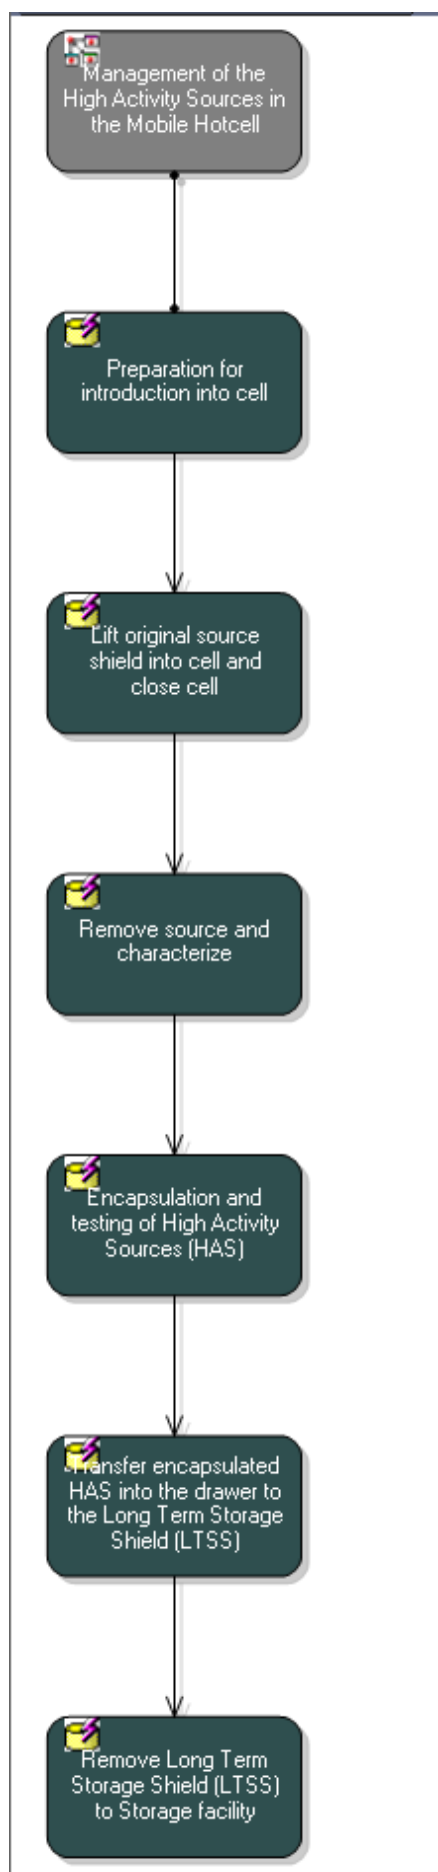 Management of the
High Activity Sources in
the Mobile Hotcell
Preparation for
introduction into cell
Lift original source
shield into cell and
close cell
Remove source and
characterize
Encapsulation and
testing of High Activity
Sources (HAS)
Transfer encapsulated
HAS into the drawer to
the Long Term Storage
Shield (LTSS)
Remove Long Term
Storage Shield (LTSS)
to Storage facility